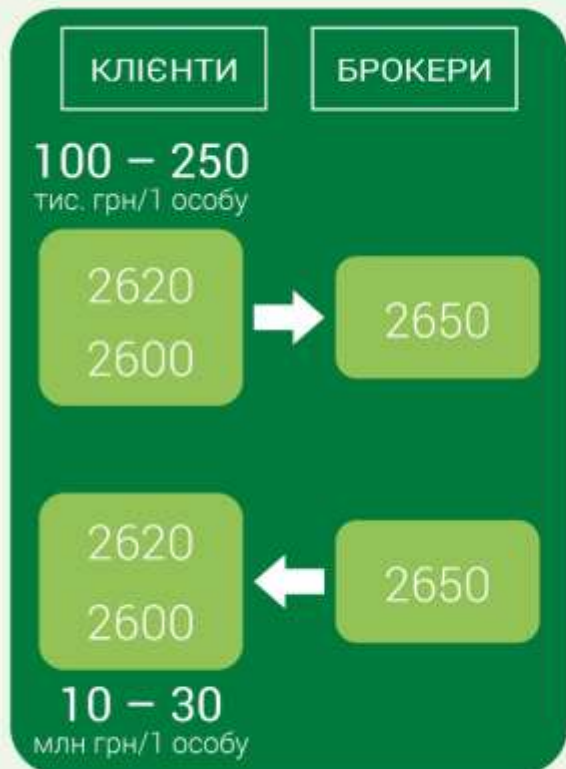 КЛІЄНТИ
БРОКЕРИ
100 – 250
тис. грн/1 особу
2620
2600
2650
2620
2600
2650
10 – 30
млн грн/1 особу